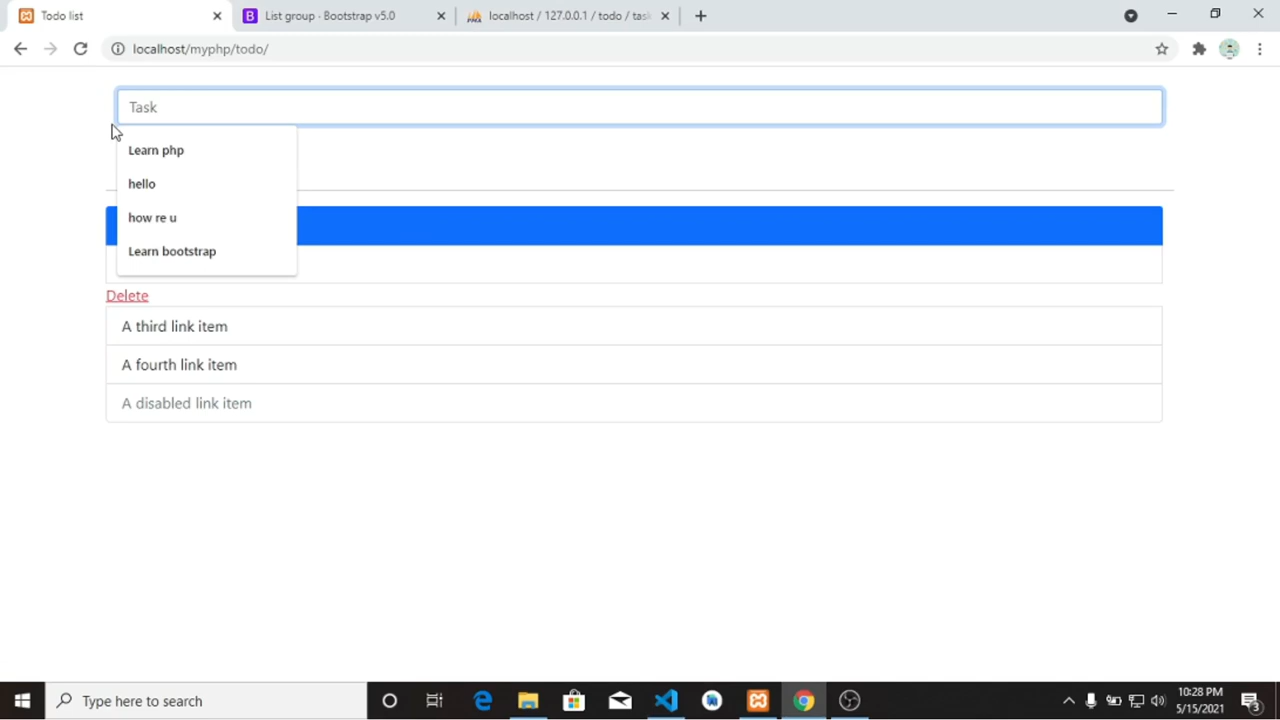 Todo list
List group · Bootstrap v5.0
localhost / 127.0.0.1 / todo / task
localhost/myphp/todo/
Task
Learn php
hello
how re u
Learn bootstrap
Delete
A third link item
A fourth link item
A disabled link item
Type here to search
10:28 PM
5/15/2021
3